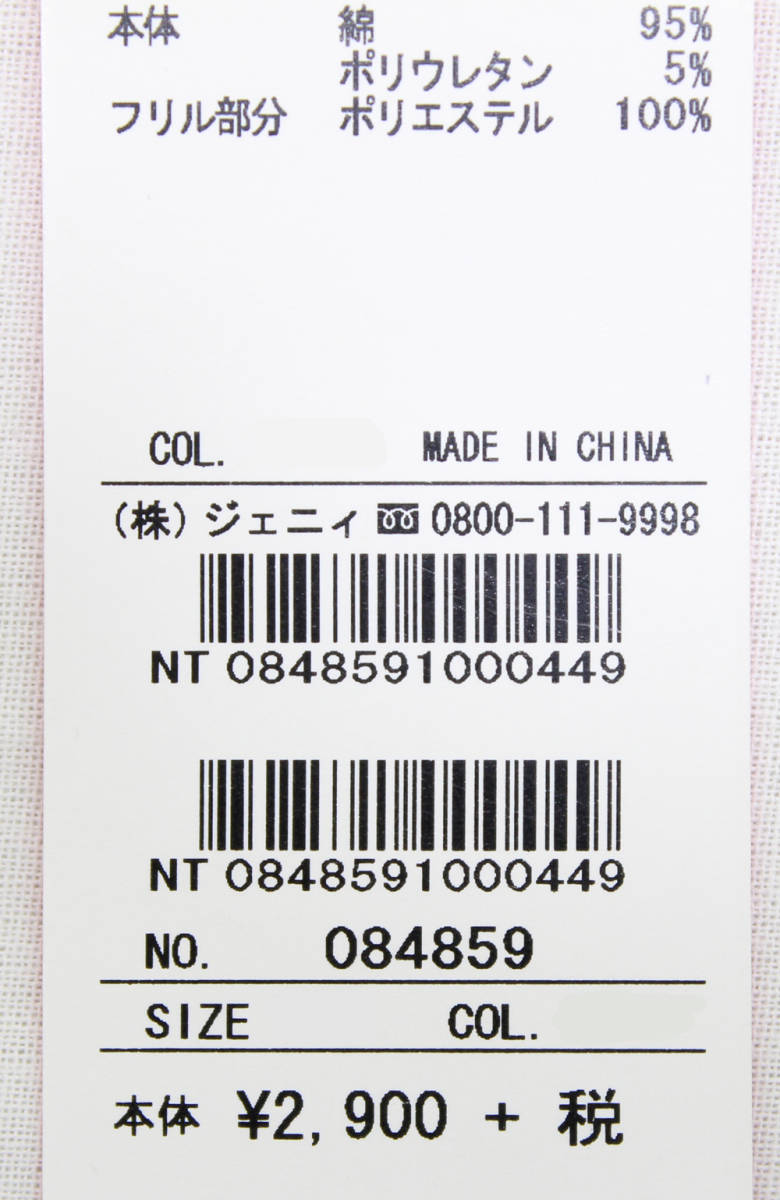 本体 綿 95%
ポリウレタン 5%
フリル部分 ポリエステル 100%
COL. MADE IN CHINA
(株)ジェニィ 0800-111-9998
NT 0848591000449
NT 0848591000449
NO. 084859
SIZE COL.
本体 ¥2,900 + 税